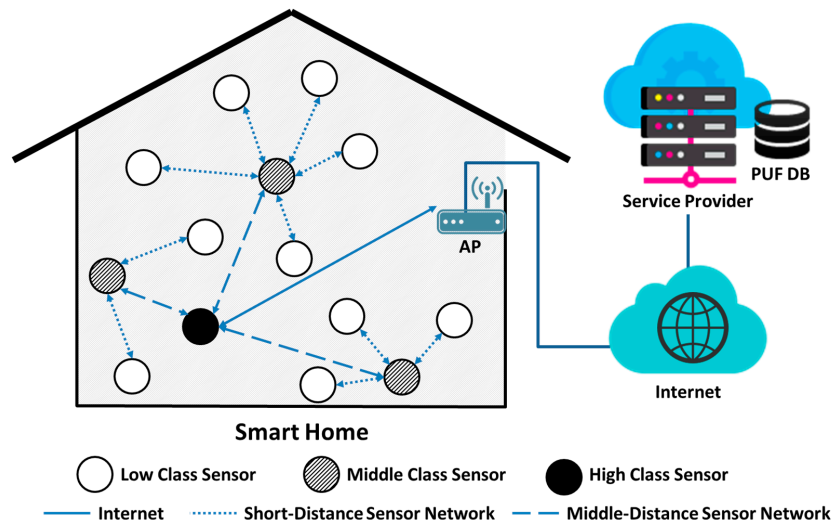 PUF DB
Service Provider
AP
Internet
Smart Home
Low Class Sensor
Middle Class Sensor
High Class Sensor
Internet
Short-Distance Sensor Network
Middle-Distance Sensor Network